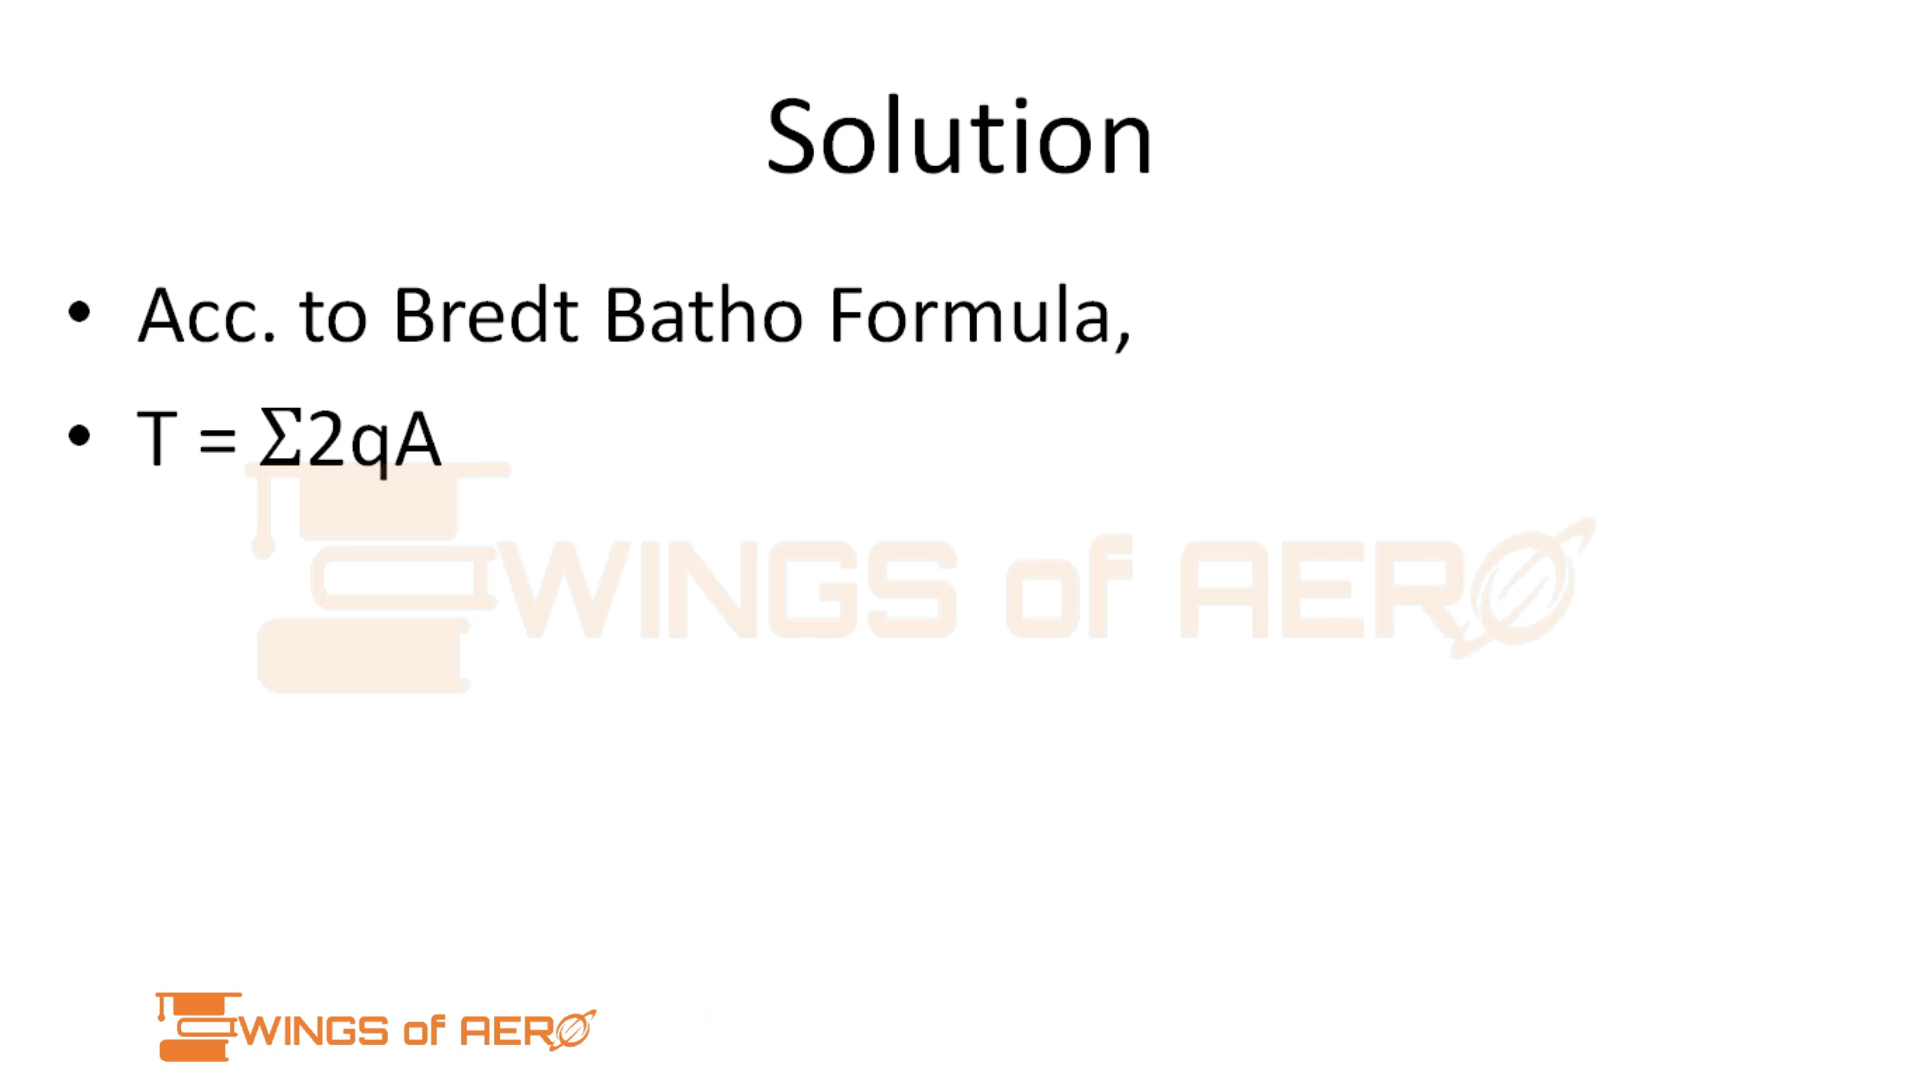 Solution
• Acc. to Bredt Batho Formula,
• T = Σ2qA
WINGS of AERO
WINGS of AERO